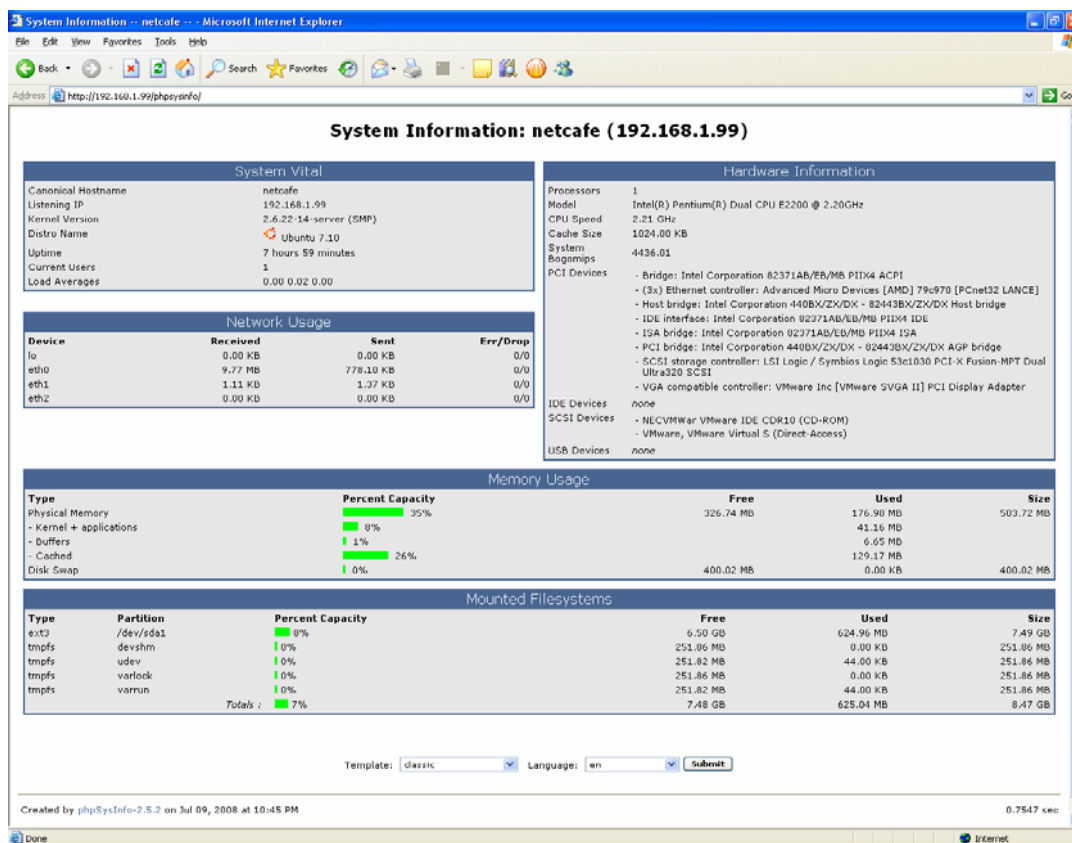 System Information -- netcafe -- - Microsoft Internet Explorer
File Edit View Favorites Tools Help
Back Search Favorites
Address http://192.168.1.99/phpsysinfo/ Go
System Information: netcafe (192.168.1.99)
System Vital
Canonical Hostname netcafe
Listening IP 192.168.1.99
Kernel Version 2.6.22-14-server (SMP)
Distro Name Ubuntu 7.10
Uptime 7 hours 59 minutes
Current Users 1
Load Averages 0.00 0.02 0.00
Network Usage
Device Received Sent Err/Drop
lo 0.00 KB 0.00 KB 0/0
eth0 9.77 MB 778.10 KB 0/0
eth1 1.11 KB 1.37 KB 0/0
eth2 0.00 KB 0.00 KB 0/0
Hardware Information
Processors 1
Model Intel(R) Pentium(R) Dual CPU E2200 @ 2.20GHz
CPU Speed 2.21 GHz
Cache Size 1024.00 KB
System Bogomips 4436.01
PCI Devices - Bridge: Intel Corporation 82371AB/EB/MB PIIX4 ACPI
- (3x) Ethernet controller: Advanced Micro Devices [AMD] 79c970 [PCnet32 LANCE]
- Host bridge: Intel Corporation 440BX/ZX/DX - 82443BX/ZX/DX Host bridge
- IDE interface: Intel Corporation 82371AB/EB/MB PIIX4 IDE
- ISA bridge: Intel Corporation 82371AB/EB/MB PIIX4 ISA
- PCI bridge: Intel Corporation 440BX/ZX/DX - 82443BX/ZX/DX AGP bridge
- SCSI storage controller: LSI Logic / Symbios Logic 53c1030 PCI-X Fusion-MPT Dual
Ultra320 SCSI
- VGA compatible controller: VMware Inc [VMware SVGA II] PCI Display Adapter
IDE Devices none
SCSI Devices - NECVMWar VMware IDE CDR10 (CD-ROM)
- VMware, VMware Virtual S (Direct-Access)
USB Devices none
Memory Usage
Type Percent Capacity Free Used Size
Physical Memory 35% 326.74 MB 176.98 MB 503.72 MB
- Kernel + applications 8% 41.16 MB
- Buffers 1% 6.65 MB
- Cached 26% 129.17 MB
Disk Swap 0% 400.02 MB 0.00 KB 400.02 MB
Mounted Filesystems
Type Partition Percent Capacity Free Used Size
ext3 /dev/sda1 8% 6.50 GB 624.96 MB 7.49 GB
tmpfs devshm 0% 251.86 MB 0.00 KB 251.86 MB
tmpfs udev 0% 251.82 MB 44.00 KB 251.86 MB
tmpfs varlock 0% 251.86 MB 0.00 KB 251.86 MB
tmpfs varrun 0% 251.82 MB 44.00 KB 251.86 MB
Totals : 7% 7.48 GB 625.04 MB 8.47 GB
Template: classic Language: en Submit
Created by phpSysInfo-2.5.2 on Jul 09, 2008 at 10:45 PM 0.7547 sec
Done Internet